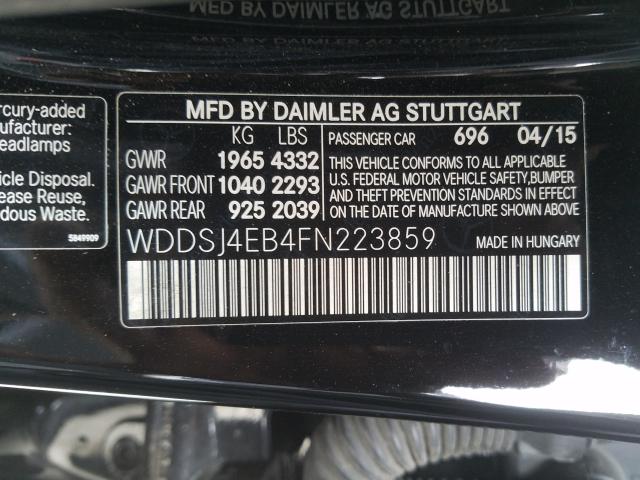 rcury-added
nufacturer:
eadlamps
icle Disposal.
ease Reuse,
dous Waste.
5849909
MFD BY DAIMLER AG STUTTGART
KG LBS
GWR 1965 4332
GAWR FRONT 1040 2293
GAWR REAR 925 2039
PASSENGER CAR 696 04/15
THIS VEHICLE CONFORMS TO ALL APPLICABLE
U.S. FEDERAL MOTOR VEHICLE SAFETY, BUMPER
AND THEFT PREVENTION STANDARDS IN EFFECT
ON THE DATE OF MANUFACTURE SHOWN ABOVE.
WDDSJ4EB4FN223859
MADE IN HUNGARY